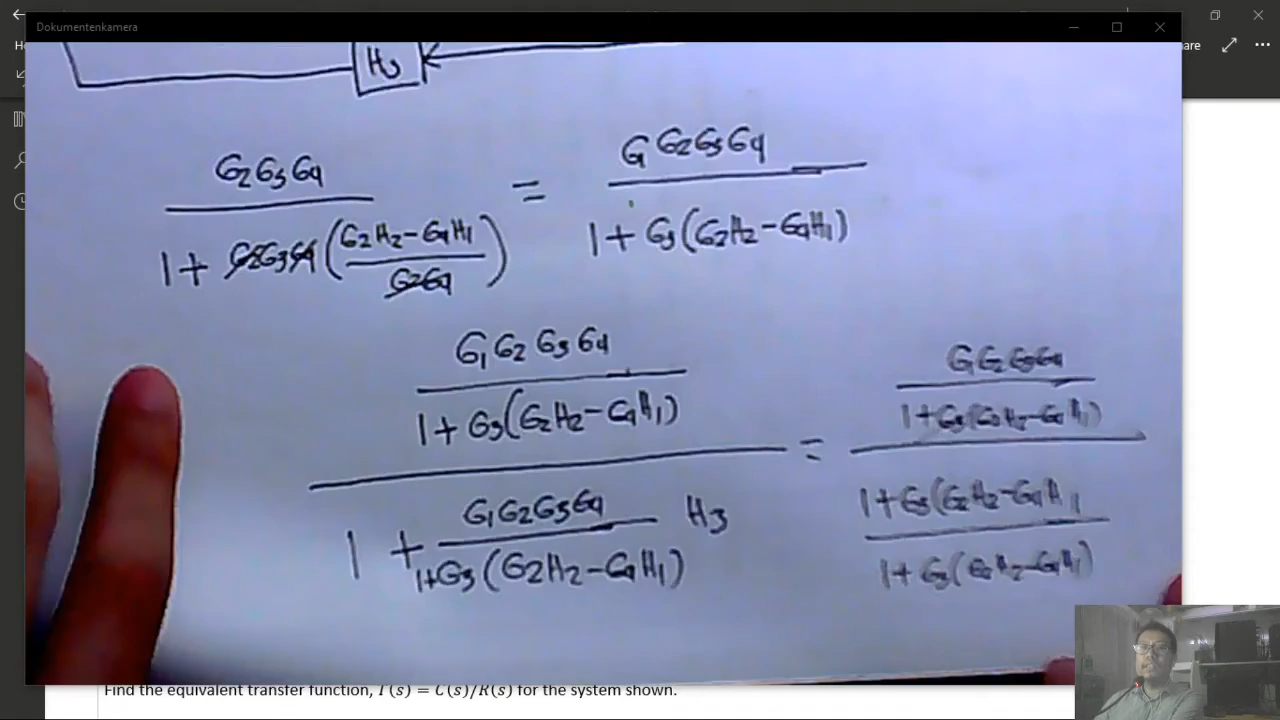 Dokumentenkamera
H₃
G₂G₃G₄ / 1 + G₂G₃G₄ (G₂H₂ - G₄H₁ / G₂G₄) = G G₂G₃G₄ / 1 + G₃(G₂H₂ - G₄H₁)
G₁G₂G₃G₄
1 + G₃(G₂H₂ - G₄H₁)
1 + G₁G₂G₃G₄ / 1+G₃(G₂H₂ - G₄H₁) H₃
=
G₁G₂G₃G₄
1 + G₃(G₂H₂ - G₄H₁)
1 + G₃(G₂H₂ - G₄H₁
1 + G₃(G₂H₂ - G₄H₁)
Find the equivalent transfer function, T(s) = C(s)/R(s) for the system shown.